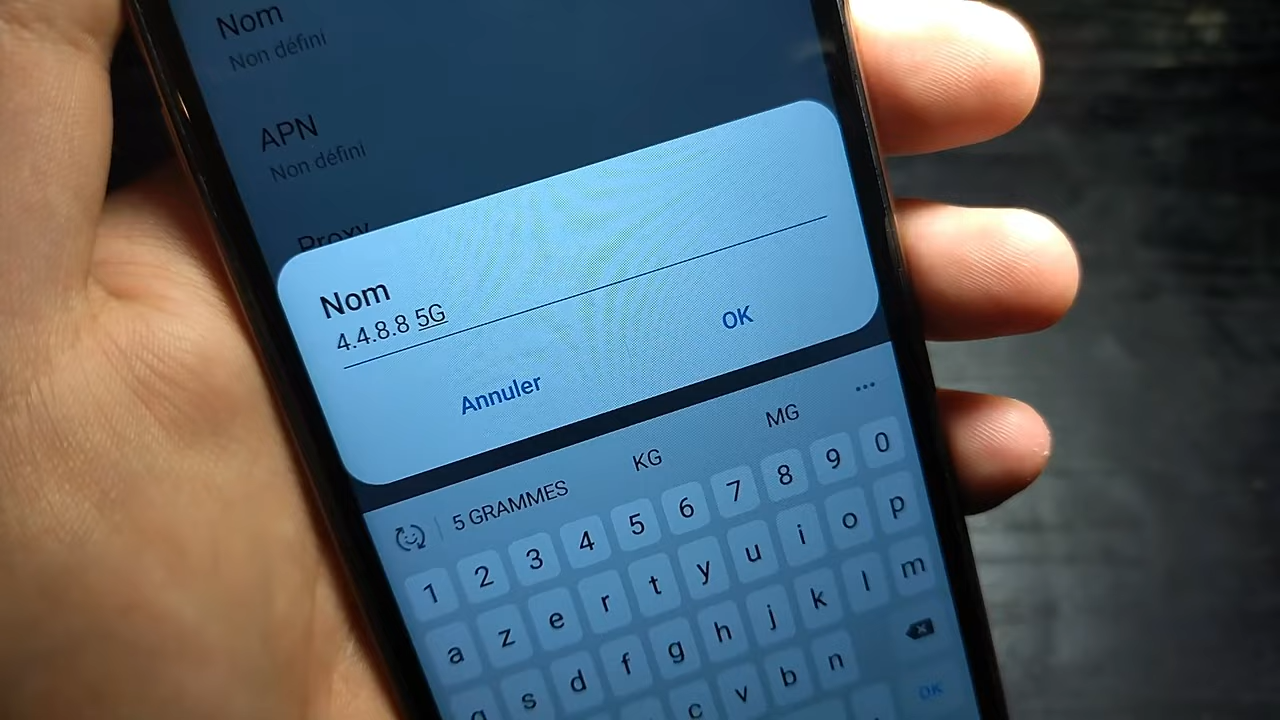 Nom
Non défini
APN
Non défini
Proxy
Nom
4.4.8.8 5G
Annuler
OK
5 GRAMMES
KG
MG
...
1 2 3 4 5 6 7 8 9 0
a z e r t y u i o p
q s d f g h j k l m
c v b n
OK